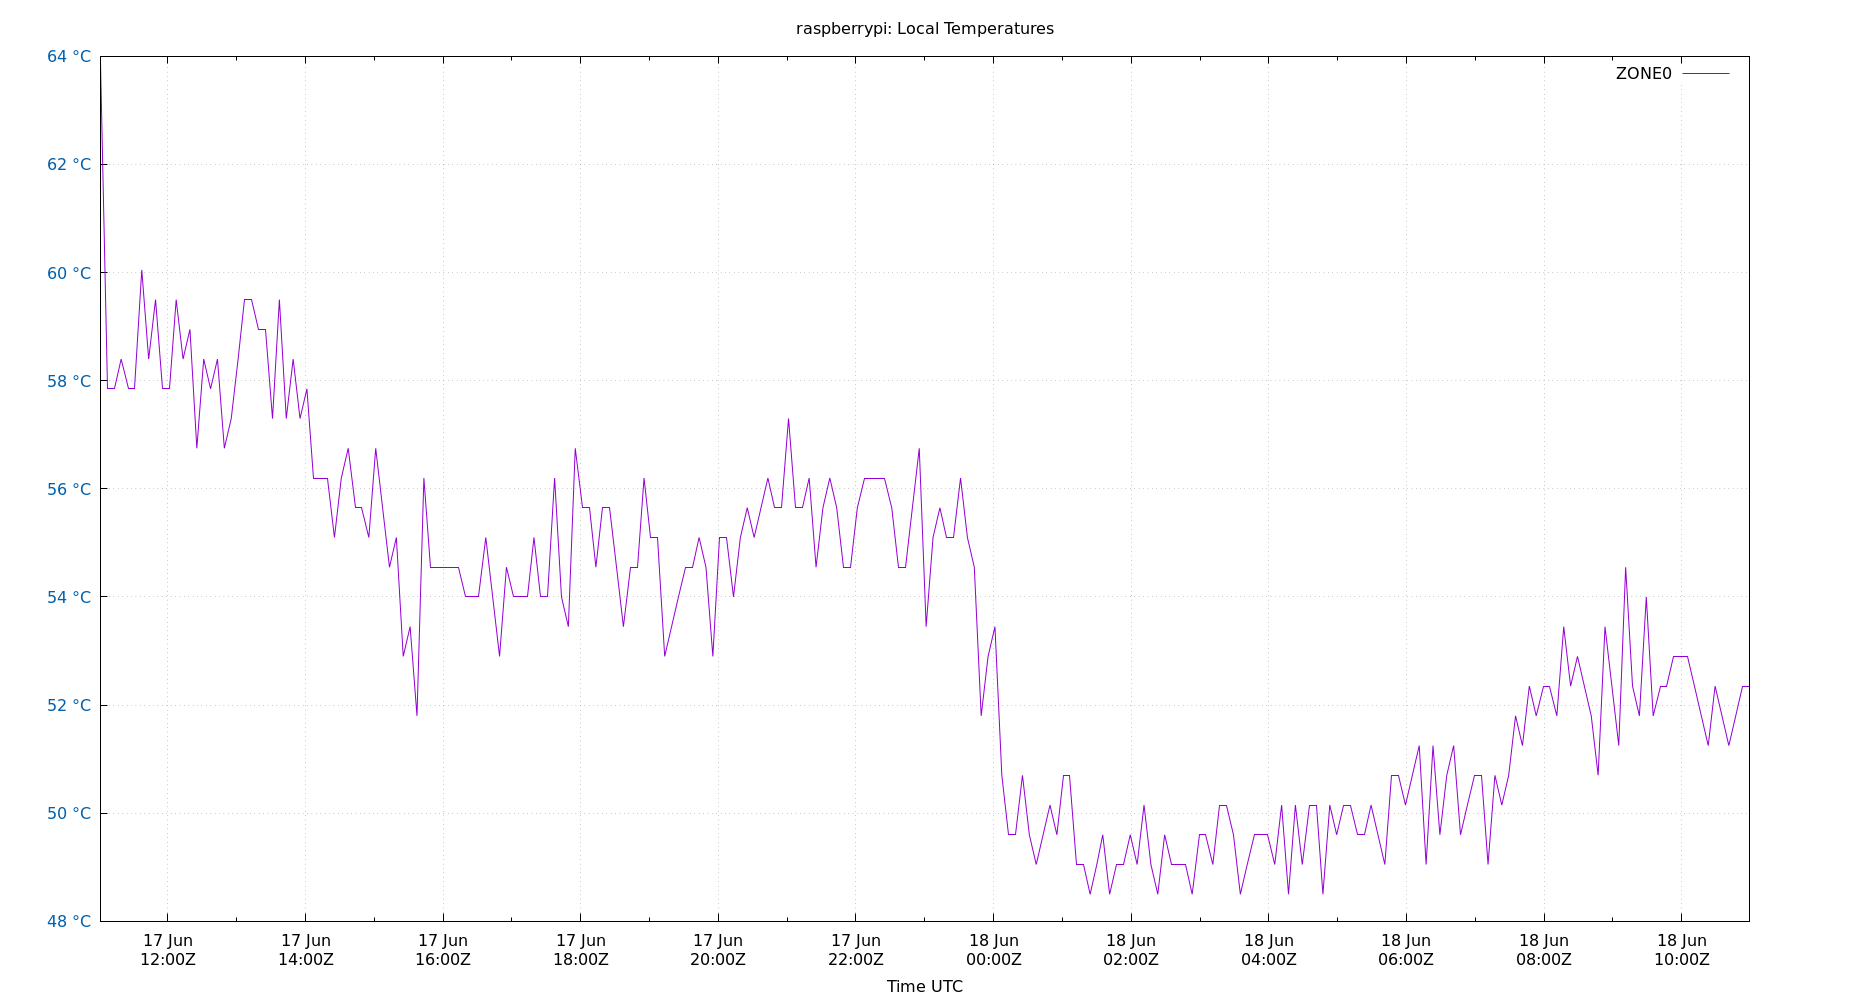 raspberrypi: Local Temperatures
64 °C
ZONE0
62 °C
60 °C
58 °C
56 °C
54 °C
52 °C
50 °C
48 °C
17 Jun 17 Jun 17 Jun 17 Jun 17 Jun 17 Jun 18 Jun 18 Jun 18 Jun 18 Jun 18 Jun 18 Jun
12:00Z 14:00Z 16:00Z 18:00Z 20:00Z 22:00Z 00:00Z 02:00Z 04:00Z 06:00Z 08:00Z 10:00Z
Time UTC